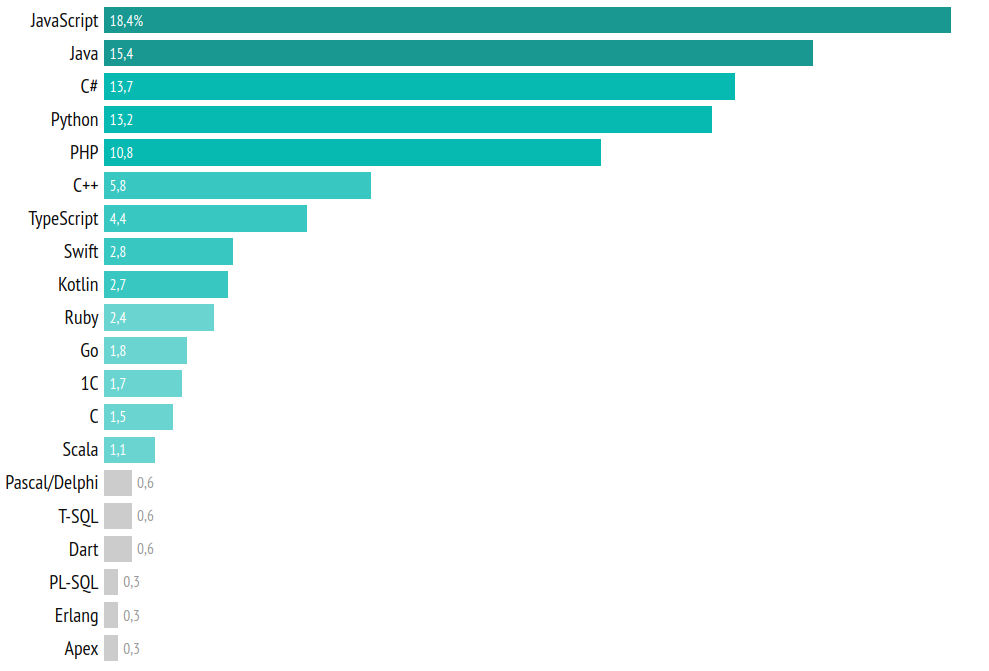 JavaScript 18,4%
Java 15,4
C# 13,7
Python 13,2
PHP 10,8
C++ 5,8
TypeScript 4,4
Swift 2,8
Kotlin 2,7
Ruby 2,4
Go 1,8
1C 1,7
C 1,5
Scala 1,1
Pascal/Delphi 0,6
T-SQL 0,6
Dart 0,6
PL-SQL 0,3
Erlang 0,3
Apex 0,3